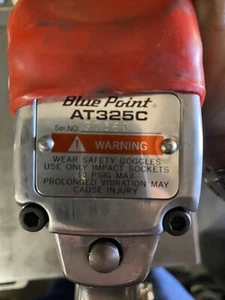 Blue Point®
AT325C
Ser.NO.
WARNING
WEAR SAFETY GOGGLES
USE ONLY IMPACT SOCKETS
90 PSIG MAX
PROLONGED VIBRATION MAY
CAUSE INJURY